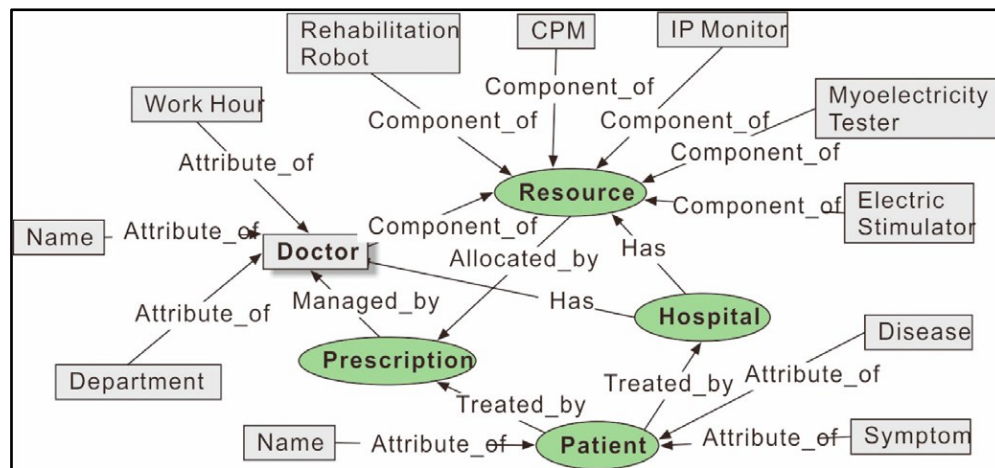 Rehabilitation
Robot
CPM
IP Monitor
Work Hour
Component_of
Myoelectricity
Tester
Component_of
Component_of
Attribute_of
Component_of
Resource
Component_of
Electric
Stimulator
Name
Attribute_of
Component_of
Doctor
Allocated_by
Has
Managed_by
Has
Attribute_of
Hospital
Disease
Prescription
Department
Treated_by
Attribute_of
Treated_by
Name
Attribute_of
Patient
Attribute_of
Symptom